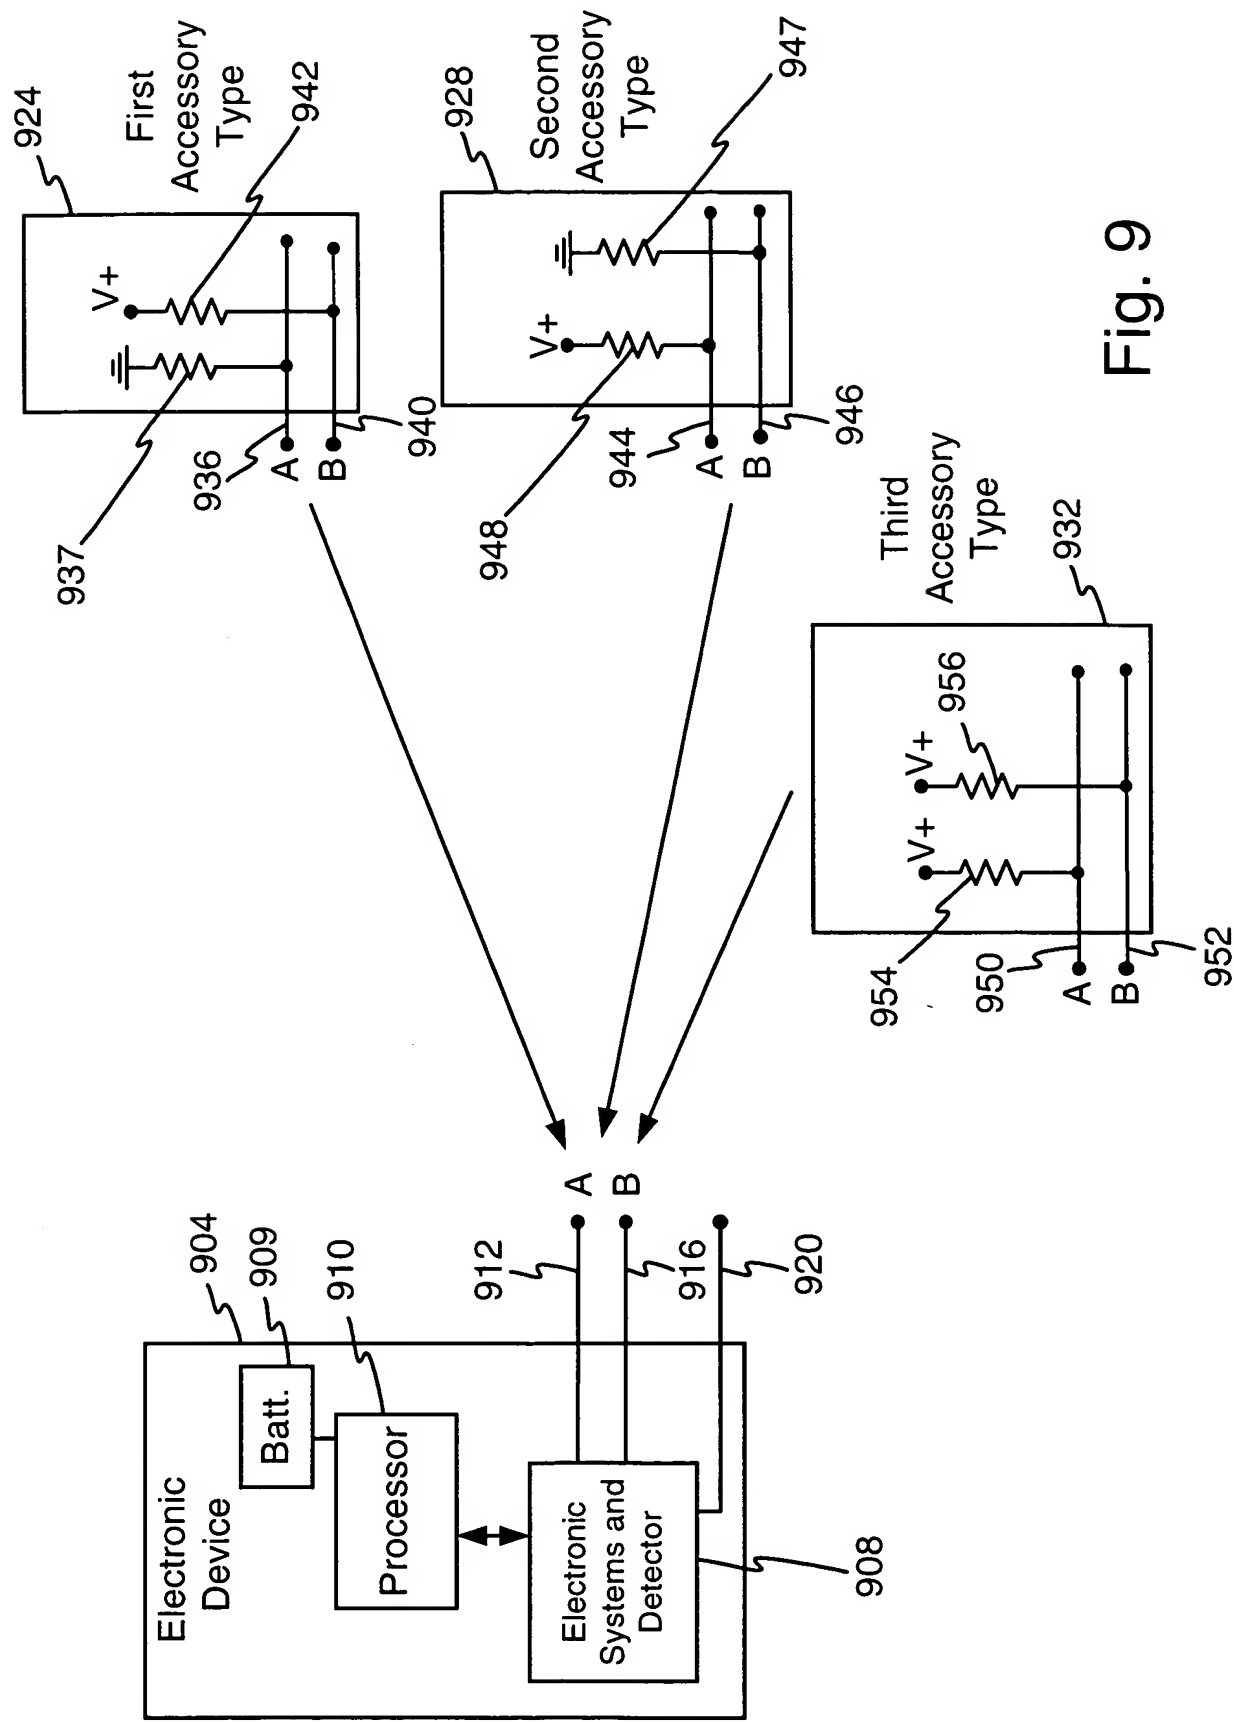 Electronic
Device
904
Batt.
909
Processor
910
Electronic
Systems and
Detector
908
912
A
916
B
920
924
First
Accessory
Type
V+
942
937
936
A
B
940
928
Second
Accessory
Type
V+
947
948
944
A
B
946
Third
Accessory
Type
932
V+
V+
956
954
950
A
B
952
Fig. 9